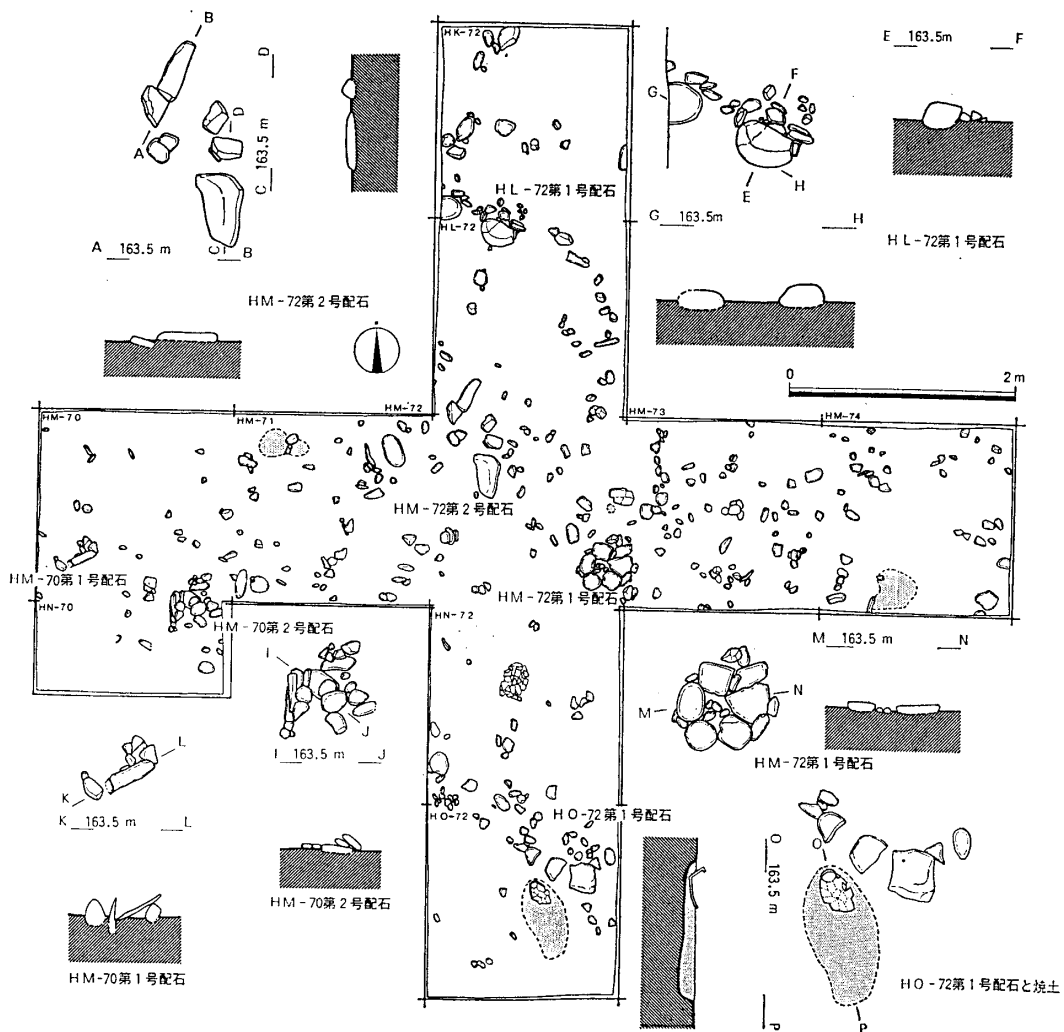 B
A
A 163.5 m B
D
D
C 163.5 m
C
HM-72第2号配石
HK-72
HL-72第1号配石
HL-72
G
F
E
H
E 163.5m F
G 163.5m H
HL-72第1号配石
0 2 m
HM-70
HM-71
HM-72
HM-73
HM-74
HM-72第2号配石
HM-70第1号配石
HN-70
HM-70第2号配石
HM-72第1号配石
HN-72
I
J
I 163.5m J
HM-70第2号配石
L
K
K 163.5m L
HM-70第1号配石
HO-72
HO-72第1号配石
M 163.5 m N
M
N
HM-72第1号配石
O
163.5 m
P
O
P
HO-72第1号配石と焼土